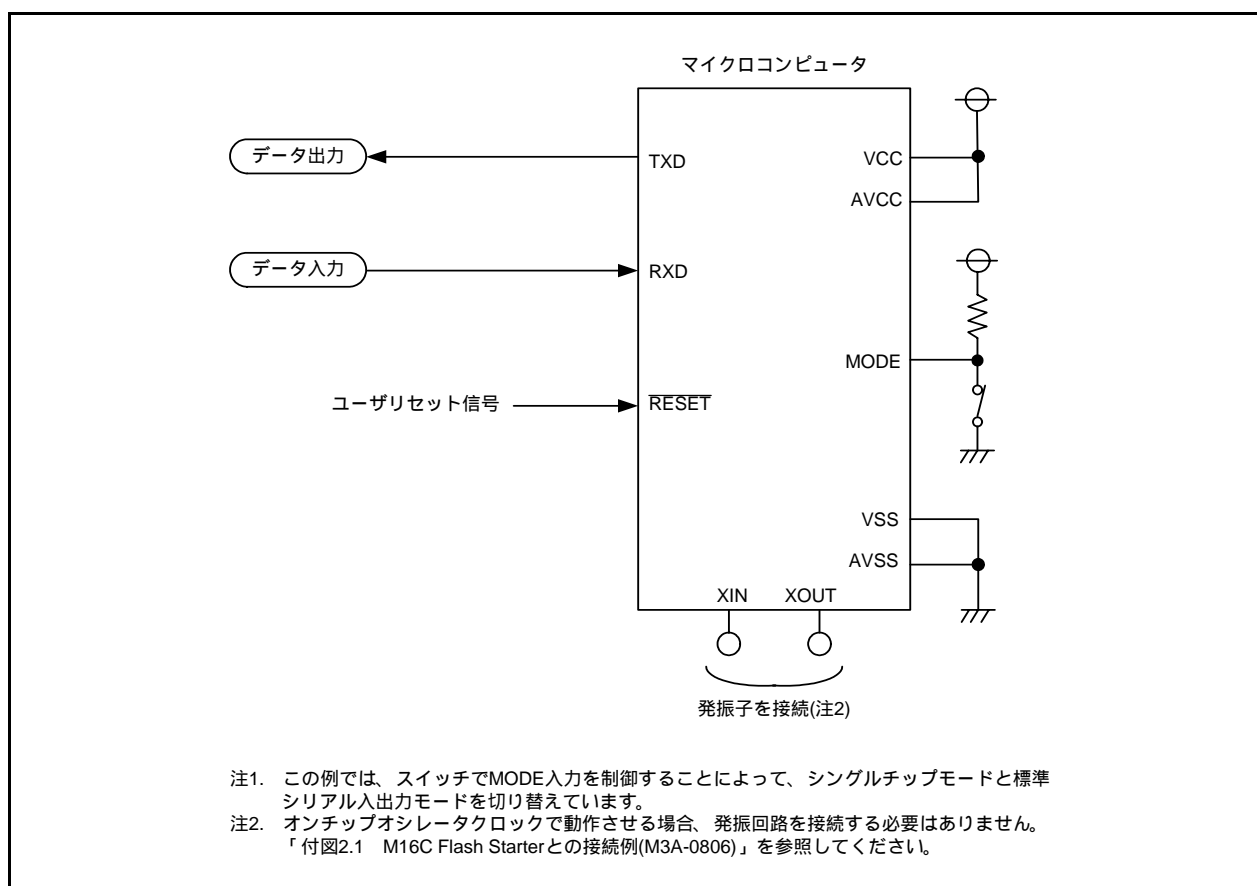 マイクロコンピュータ
データ出力
TXD
VCC
AVCC
データ入力
RXD
MODE
ユーザリセット信号
RESET
VSS
AVSS
XIN
XOUT
発振子を接続(注2)
注1. この例では、スイッチでMODE入力を制御することによって、シングルチップモードと標準
シリアル入出力モードを切り替えています。
注2. オンチップオシレータクロックで動作させる場合、発振回路を接続する必要はありません。
「付図2.1 M16C Flash Starterとの接続例(M3A-0806)」を参照してください。